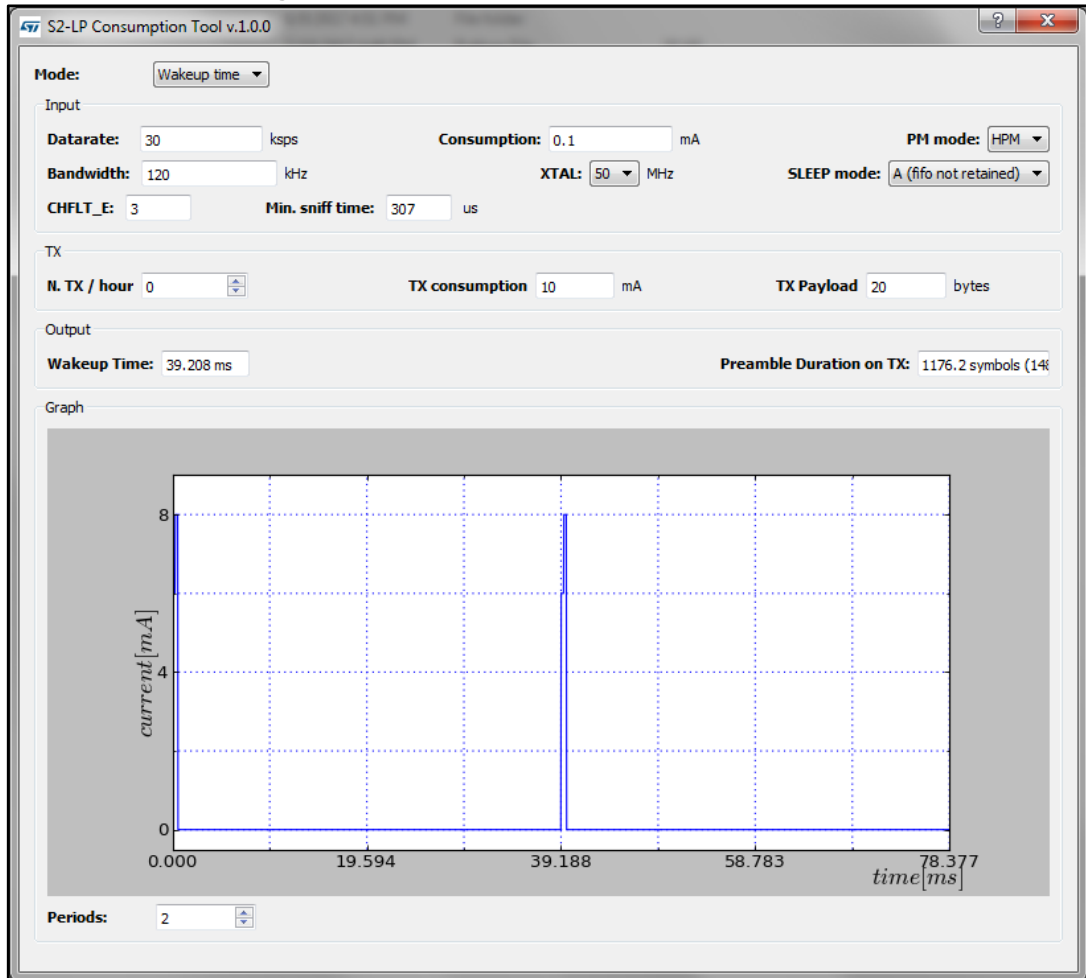 S2-LP Consumption Tool v.1.0.0
Mode: Wakeup time
Input
Datarate: 30 ksps Consumption: 0.1 mA PM mode: HPM
Bandwidth: 120 kHz XTAL: 50 MHz SLEEP mode: A (fifo not retained)
CHFLT_E: 3 Min. sniff time: 307 us
TX
N. TX / hour 0 TX consumption 10 mA TX Payload 20 bytes
Output
Wakeup Time: 39.208 ms Preamble Duration on TX: 1176.2 symbols (148
Graph
8
4
0
current[mA]
0.000 19.594 39.188 58.783 78.377
time[ms]
Periods: 2